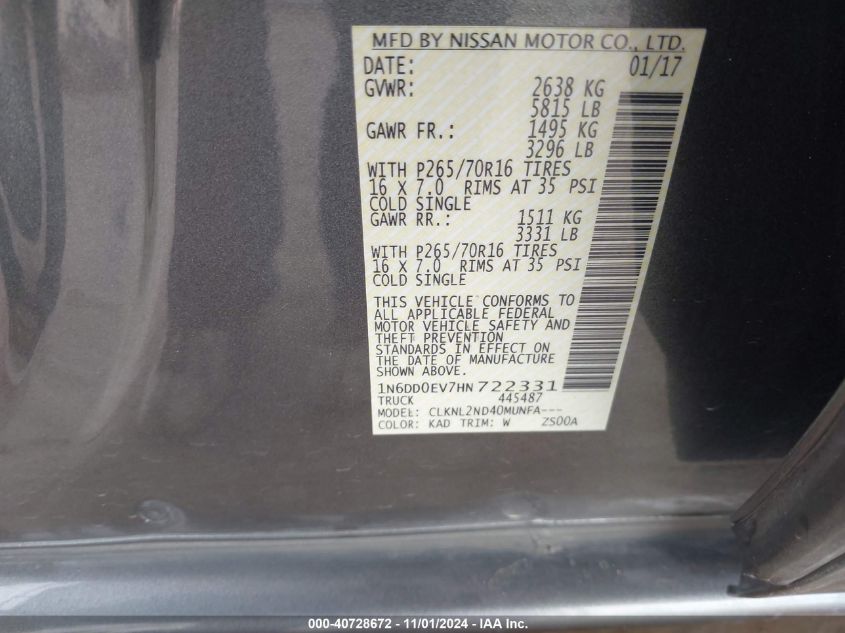 MFD BY NISSAN MOTOR CO., LTD.
DATE: 01/17
GVWR: 2638 KG
5815 LB
GAWR FR.: 1495 KG
3296 LB
WITH P265/70R16 TIRES
16 X 7.0 RIMS AT 35 PSI
COLD SINGLE
GAWR RR.: 1511 KG
3331 LB
WITH P265/70R16 TIRES
16 X 7.0 RIMS AT 35 PSI
COLD SINGLE
THIS VEHICLE CONFORMS TO
ALL APPLICABLE FEDERAL
MOTOR VEHICLE SAFETY AND
THEFT PREVENTION
STANDARDS IN EFFECT ON
THE DATE OF MANUFACTURE
SHOWN ABOVE.
1N6DD0EV7HN 722331
TRUCK 445487
MODEL: CLKNL2ND40MUNFA---
COLOR: KAD TRIM: W ZS00A
000-40728672 - 11/01/2024 - IAA Inc.